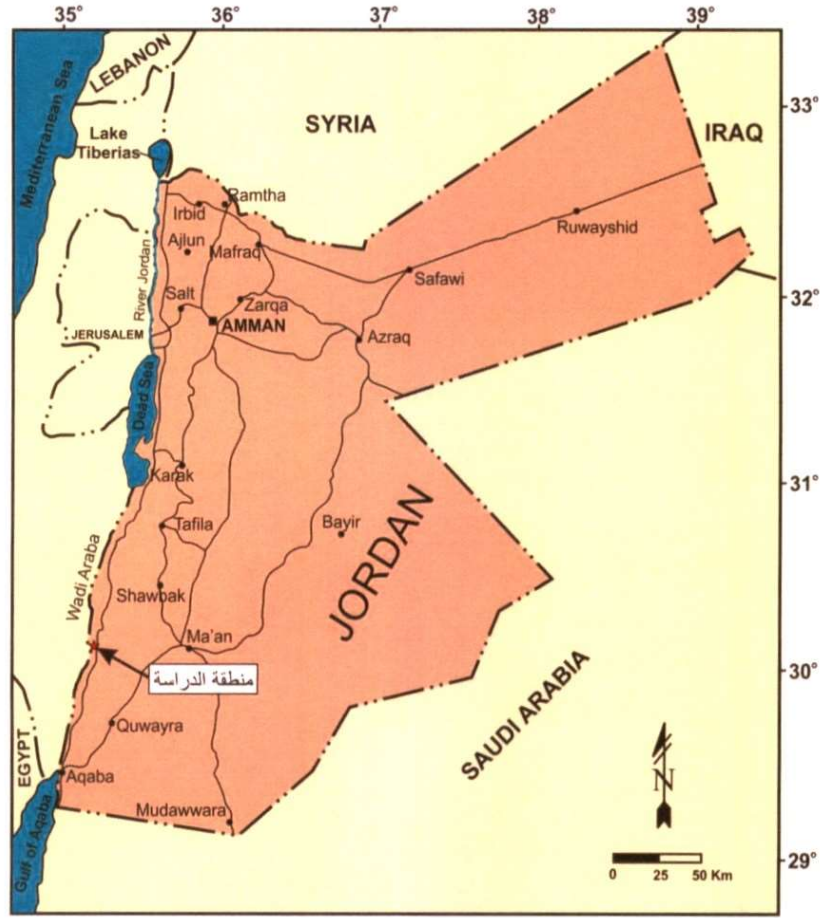 35°
36°
37°
38°
39°
LEBANON
Mediterranean Sea
Lake
Tiberias
SYRIA
33°
IRAQ
Ramtha
Irbid
Ajlun
Mafraq
Ruwayshid
River Jordan
Safawi
Salt
Zarqa
32°
JERUSALEM
AMMAN
Azraq
Dead Sea
Karak
31°
Tafila
Bayir
JORDAN
Wadi Araba
Shawbak
Ma'an
منطقة الدراسة
30°
Quwayra
SAUDI ARABIA
EGYPT
Aqaba
N
Mudawwara
Gulf of Aqaba
29°
0 25 50 Km